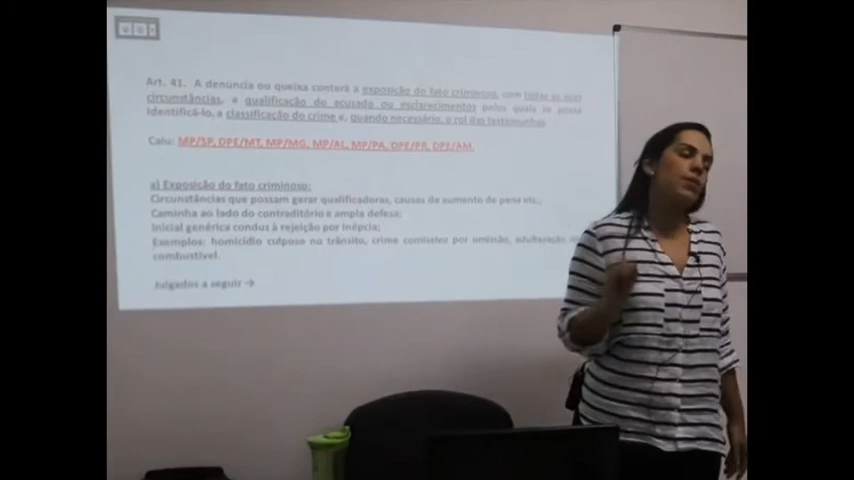 Art. 41. A denúncia ou queixa conterá a exposição do fato criminoso, com todas as suas
circunstâncias, a qualificação do acusado ou esclarecimentos pelos quais se possa
identificá-lo, a classificação do crime e, quando necessário, o rol das testemunhas.
Caiu: MP/SP, DPE/MT, MP/MG, MP/AL, MP/PA, DPE/PR, DPE/AM.
a) Exposição do fato criminoso:
Circunstâncias que possam gerar qualificadoras, causas de aumento de pena etc.,
Caminha ao lado do contraditório e ampla defesa;
Inicial genérica conduz à rejeição por inépcia;
Exemplos: homicídio culposo no trânsito, crime comissivo por omissão, adulteração
combustível.
Julgados a seguir →